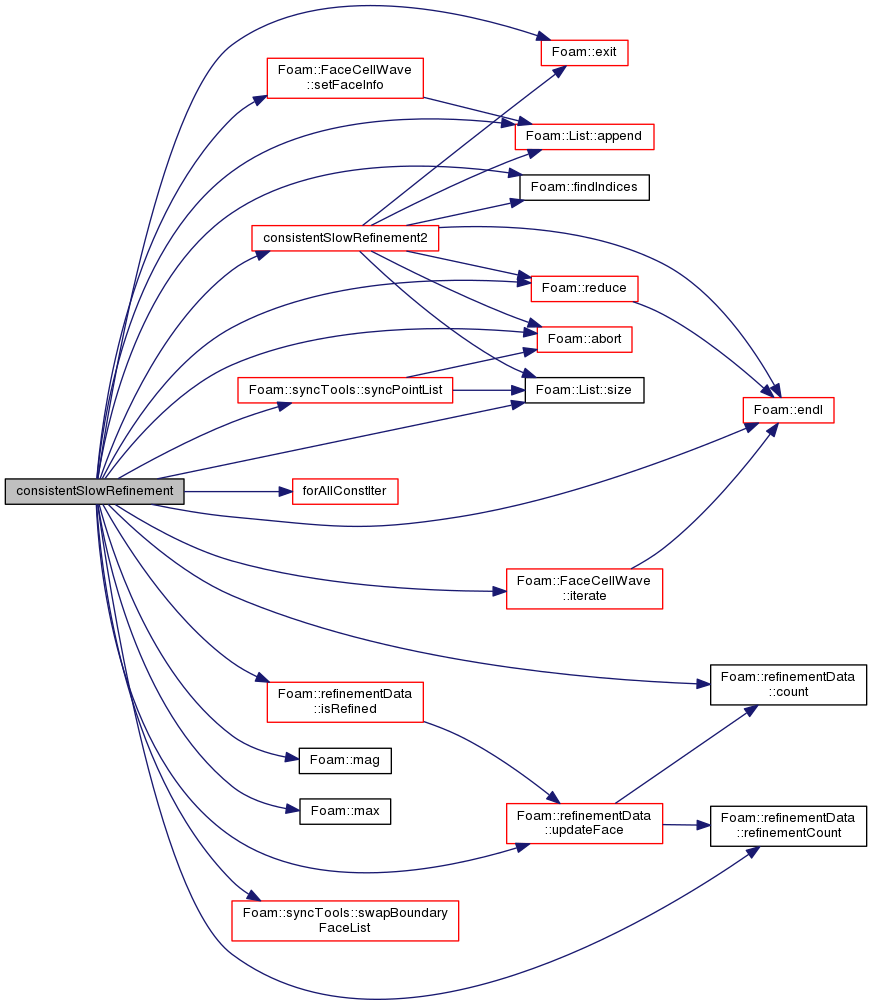 Foam::exit
Foam::FaceCellWave
::setFaceInfo
Foam::List::append
Foam::findIndices
consistentSlowRefinement2
Foam::reduce
Foam::abort
Foam::syncTools::syncPointList
Foam::List::size
Foam::endl
consistentSlowRefinement
forAllConstIter
Foam::FaceCellWave
::iterate
Foam::refinementData
::count
Foam::refinementData
::isRefined
Foam::mag
Foam::max
Foam::refinementData
::updateFace
Foam::refinementData
::refinementCount
Foam::syncTools::swapBoundary
FaceList